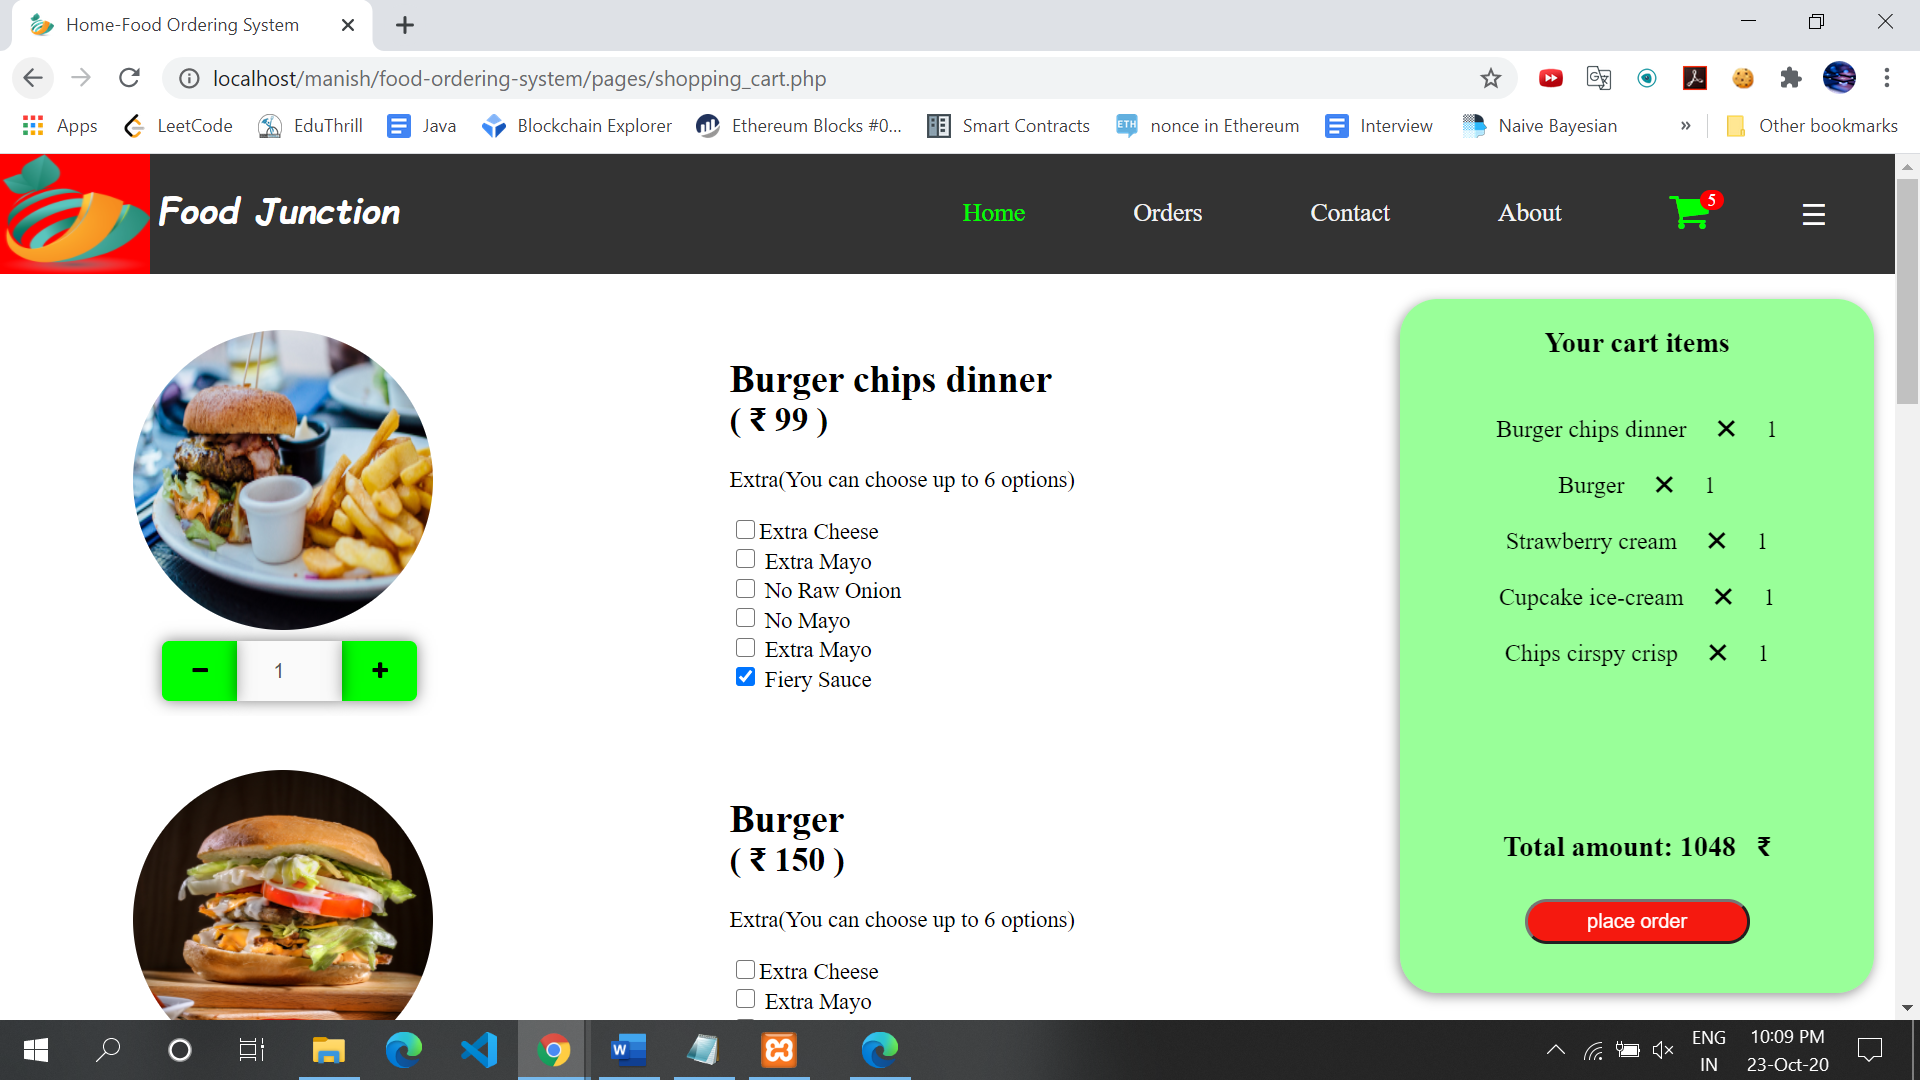 Home-Food Ordering System
localhost/manish/food-ordering-system/pages/shopping_cart.php
Apps LeetCode EduThrill Java Blockchain Explorer Ethereum Blocks #0... ETH nonce in Ethereum Smart Contracts Interview Naive Bayesian » Other bookmarks
Food Junction
Home Orders Contact About 5
Burger chips dinner
( ₹ 99 )
Extra(You can choose up to 6 options)
Extra Cheese
Extra Mayo
No Raw Onion
No Mayo
Extra Mayo
Fiery Sauce
- 1 +
Burger
( ₹ 150 )
Extra(You can choose up to 6 options)
Extra Cheese
Extra Mayo
Your cart items
Burger chips dinner ✕ 1
Burger ✕ 1
Strawberry cream ✕ 1
Cupcake ice-cream ✕ 1
Chips cirspy crisp ✕ 1
Total amount: 1048 ₹
place order
ENG
IN
10:09 PM
23-Oct-20